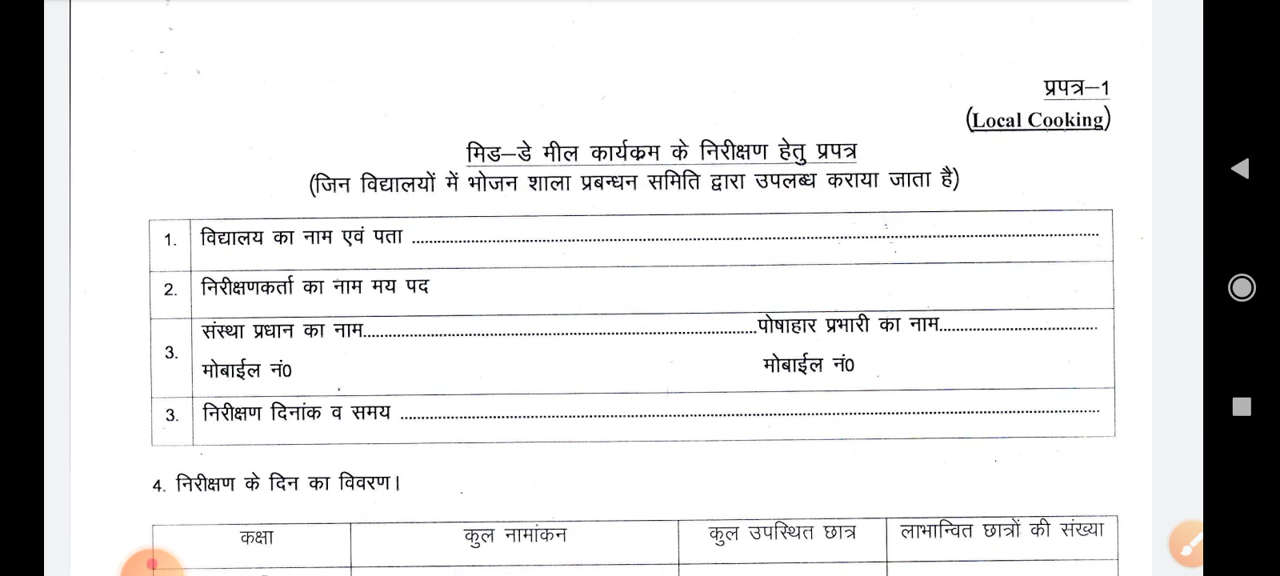 प्रपत्र–1
(Local Cooking)
मिड–डे मील कार्यक्रम के निरीक्षण हेतु प्रपत्र
(जिन विद्यालयों में भोजन शाला प्रबन्धन समिति द्वारा उपलब्ध कराया जाता है)
1. विद्यालय का नाम एवं पता ..........................................................
2. निरीक्षणकर्ता का नाम मय पद
3. संस्था प्रधान का नाम..........................................................पोषाहार प्रभारी का नाम..............................
मोबाईल नं0 मोबाईल नं0
3. निरीक्षण दिनांक व समय ..........................................................
4. निरीक्षण के दिन का विवरण।
कक्षा कुल नामांकन कुल उपस्थित छात्र लाभान्वित छात्रों की संख्या